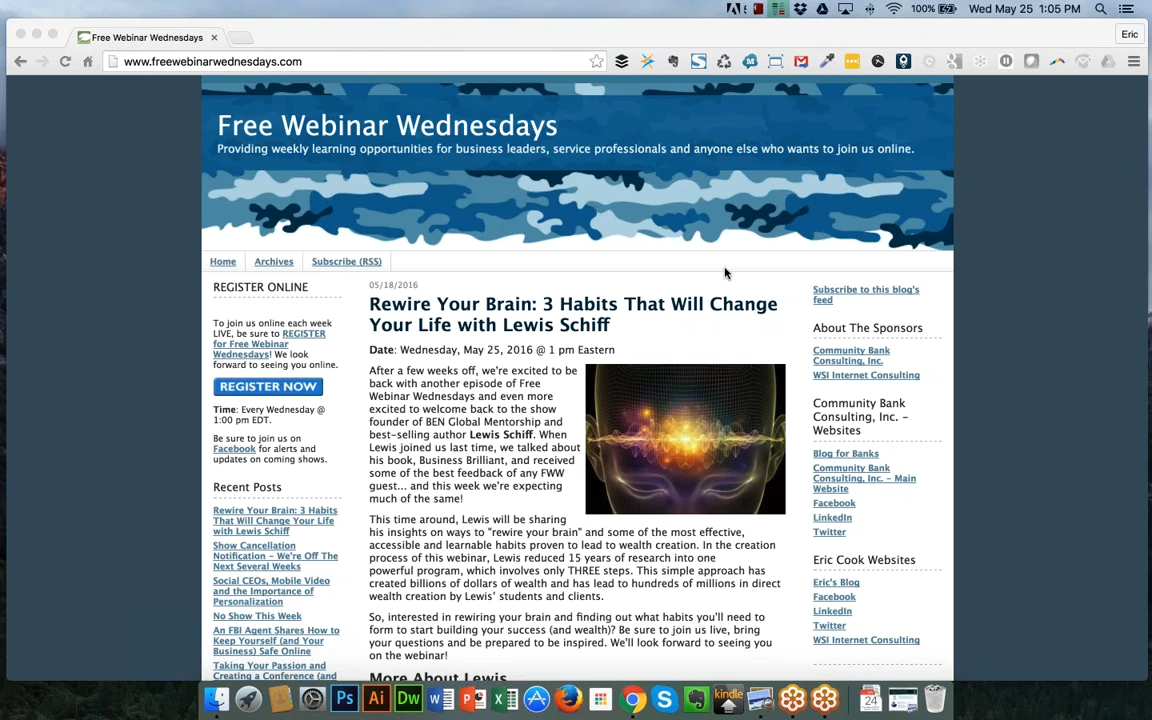 100%
Wed May 25 1:05 PM
Free Webinar Wednesdays
Eric
www.freewebinarwednesdays.com
Free Webinar Wednesdays
Providing weekly learning opportunities for business leaders, service professionals and anyone else who wants to join us online.
Home
Archives
Subscribe (RSS)
REGISTER ONLINE
To join us online each week
LIVE, be sure to REGISTER
for Free Webinar
Wednesdays! We look
forward to seeing you online.
REGISTER NOW
Time: Every Wednesday @
1:00 pm EDT.
Be sure to join us on
Facebook for alerts and
updates on coming shows.
Recent Posts
Rewire Your Brain: 3 Habits
That Will Change Your Life
with Lewis Schiff
Show Cancellation
Notification - We're Off The
Next Several Weeks
Social CEOs, Mobile Video
and the Importance of
Personalization
No Show This Week
An FBI Agent Shares How to
Keep Yourself (and Your
Business) Safe Online
Taking Your Passion and
Creating a Conference (and
05/18/2016
Rewire Your Brain: 3 Habits That Will Change
Your Life with Lewis Schiff
Date: Wednesday, May 25, 2016 @ 1 pm Eastern
After a few weeks off, we're excited to be
back with another episode of Free
Webinar Wednesdays and even more
excited to welcome back to the show
founder of BEN Global Mentorship and
best-selling author Lewis Schiff. When
Lewis joined us last time, we talked about
his book, Business Brilliant, and received
some of the best feedback of any FWW
guest... and this week we're expecting
much of the same!
This time around, Lewis will be sharing
his insights on ways to "rewire your brain" and some of the most effective,
accessible and learnable habits proven to lead to wealth creation. In the creation
process of this webinar, Lewis reduced 15 years of research into one
powerful program, which involves only THREE steps. This simple approach has
created billions of dollars of wealth and has lead to hundreds of millions in direct
wealth creation by Lewis' students and clients.
So, interested in rewiring your brain and finding out what habits you'll need to
form to start building your success (and wealth)? Be sure to join us live, bring
your questions and be prepared to be inspired. We'll look forward to seeing you
on the webinar!
More About Lewis
Subscribe to this blog's
feed
About The Sponsors
Community Bank
Consulting, Inc.
WSI Internet Consulting
Community Bank
Consulting, Inc. -
Websites
Blog for Banks
Community Bank
Consulting, Inc. - Main
Website
Facebook
LinkedIn
Twitter
Eric Cook Websites
Eric's Blog
Facebook
LinkedIn
Twitter
WSI Internet Consulting
Ps
Ai
Dw
W
P
X
S
kindle
24